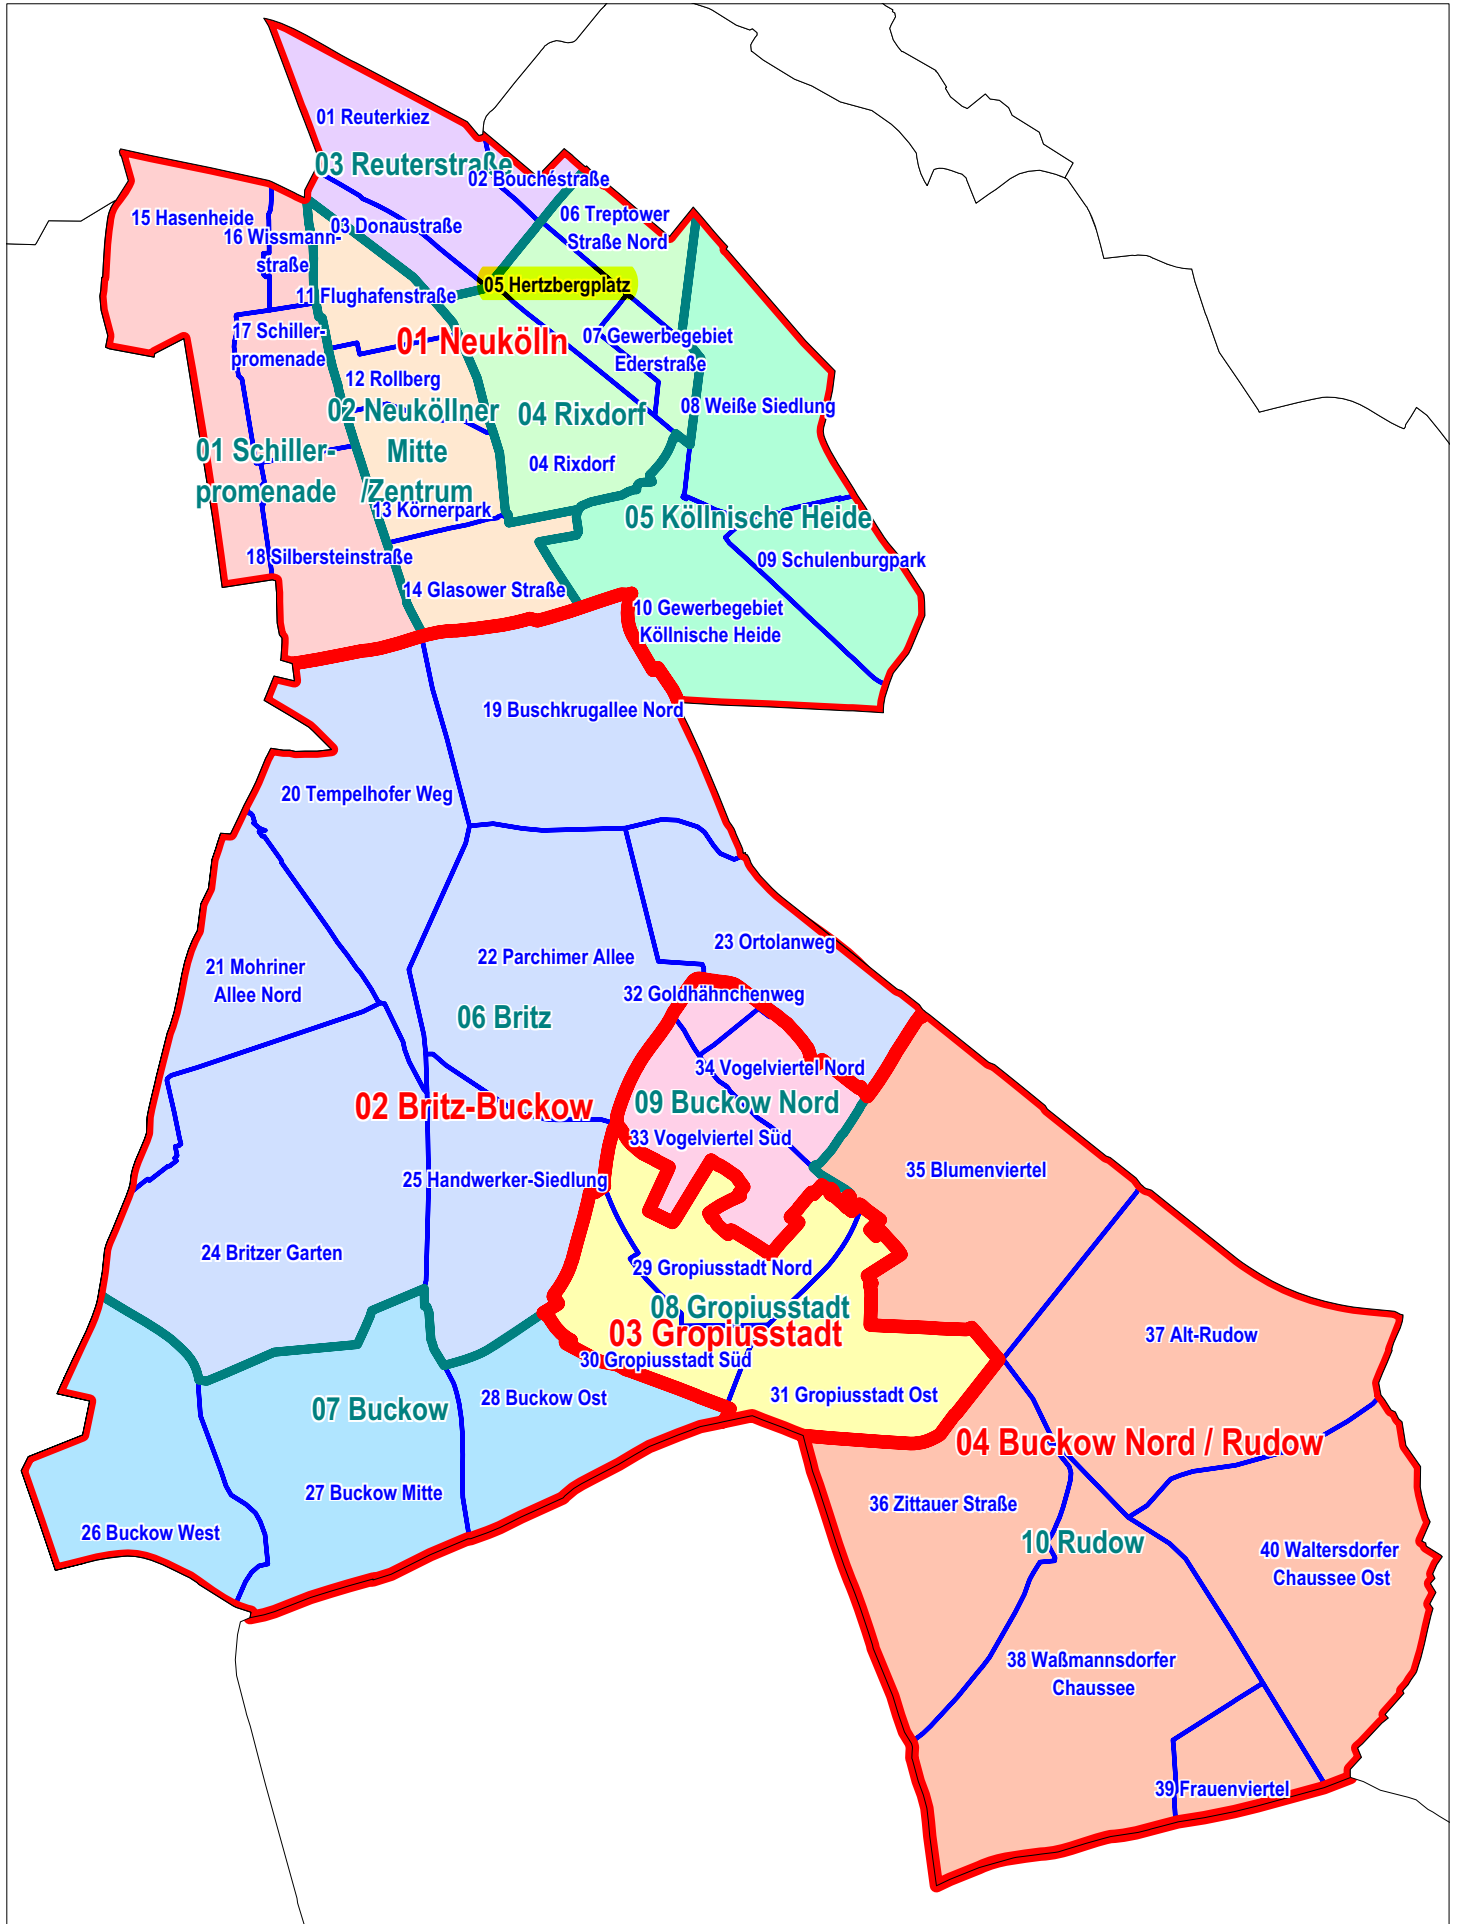 01 Reuterkiez
03 Reuterstraße
02 Bouchéstraße
15 Hasenheide
16 Wissmann-
straße
03 Donaustraße
06 Treptower
Straße Nord
05 Hertzbergplatz
11 Flughafenstraße
17 Schiller-
promenade
01 Neukölln
07 Gewerbegebiet
Ederstraße
12 Rollberg
02 Neuköllner
Mitte
/Zentrum
04 Rixdorf
08 Weiße Siedlung
01 Schiller-
promenade
04 Rixdorf
13 Körnerpark
05 Köllnische Heide
18 Silbersteinstraße
09 Schulenburgpark
14 Glasower Straße
10 Gewerbegebiet
Köllnische Heide
19 Buschkrugallee Nord
20 Tempelhofer Weg
21 Mohriner
Allee Nord
22 Parchimer Allee
23 Ortolanweg
32 Goldhähnchenweg
06 Britz
34 Vogelviertel Nord
02 Britz-Buckow
09 Buckow Nord
33 Vogelviertel Süd
35 Blumenviertel
25 Handwerker-Siedlung
24 Britzer Garten
29 Gropiusstadt Nord
08 Gropiusstadt
03 Gropiusstadt
37 Alt-Rudow
30 Gropiusstadt Süd
31 Gropiusstadt Ost
28 Buckow Ost
07 Buckow
04 Buckow Nord / Rudow
27 Buckow Mitte
36 Zittauer Straße
26 Buckow West
10 Rudow
40 Waltersdorfer
Chaussee Ost
38 Waßmannsdorfer
Chaussee
39 Frauenviertel